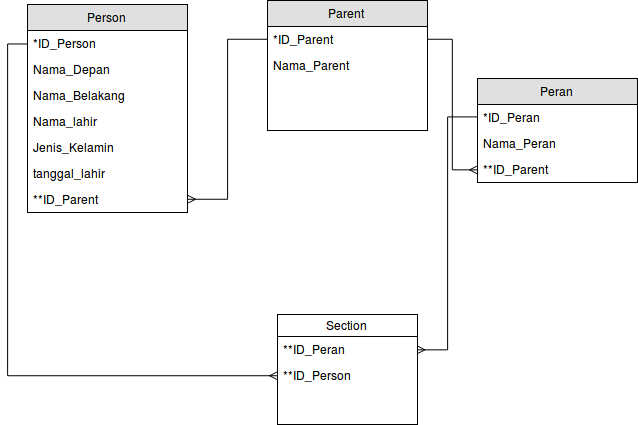 Person
*ID_Person
Nama_Depan
Nama_Belakang
Nama_lahir
Jenis_Kelamin
tanggal_lahir
**ID_Parent
Parent
*ID_Parent
Nama_Parent
Peran
*ID_Peran
Nama_Peran
**ID_Parent
Section
**ID_Peran
**ID_Person